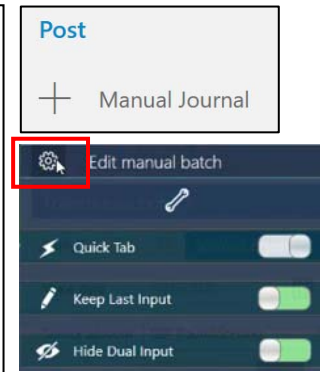 Post
Manual Journal
Edit manual batch
Quick Tab
Keep Last Input
Hide Dual Input